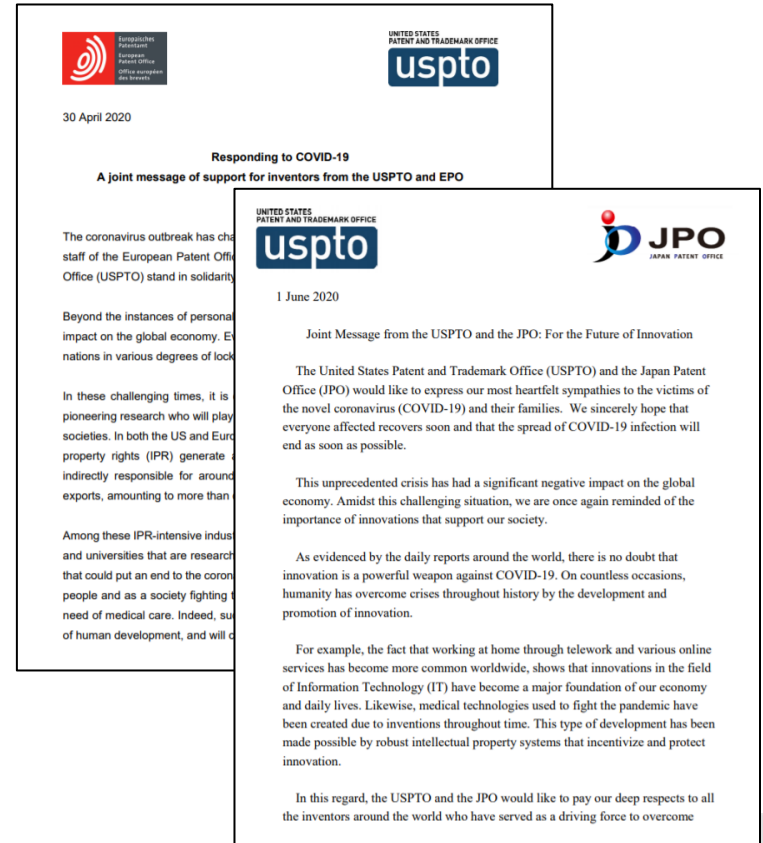 Europäisches
Patentamt
European
Patent Office
Office européen
des brevets
UNITED STATES
PATENT AND TRADEMARK OFFICE
uspto
30 April 2020
Responding to COVID-19
A joint message of support for inventors from the USPTO and EPO
The coronavirus outbreak has cha
staff of the European Patent Offi
Office (USPTO) stand in solidarity
Beyond the instances of personal
impact on the global economy. Ev
nations in various degrees of lock
In these challenging times, it is
pioneering research who will play
societies. In both the US and Euro
property rights (IPR) generate
indirectly responsible for around
exports, amounting to more than
Among these IPR-intensive indus
and universities that are research
that could put an end to the coron
people and as a society fighting t
need of medical care. Indeed, su
of human development, and will c
UNITED STATES
PATENT AND TRADEMARK OFFICE
uspto
JPO
JAPAN PATENT OFFICE
1 June 2020
Joint Message from the USPTO and the JPO: For the Future of Innovation
The United States Patent and Trademark Office (USPTO) and the Japan Patent
Office (JPO) would like to express our most heartfelt sympathies to the victims of
the novel coronavirus (COVID-19) and their families. We sincerely hope that
everyone affected recovers soon and that the spread of COVID-19 infection will
end as soon as possible.
This unprecedented crisis has had a significant negative impact on the global
economy. Amidst this challenging situation, we are once again reminded of the
importance of innovations that support our society.
As evidenced by the daily reports around the world, there is no doubt that
innovation is a powerful weapon against COVID-19. On countless occasions,
humanity has overcome crises throughout history by the development and
promotion of innovation.
For example, the fact that working at home through telework and various online
services has become more common worldwide, shows that innovations in the field
of Information Technology (IT) have become a major foundation of our economy
and daily lives. Likewise, medical technologies used to fight the pandemic have
been created due to inventions throughout time. This type of development has been
made possible by robust intellectual property systems that incentivize and protect
innovation.
In this regard, the USPTO and the JPO would like to pay our deep respects to all
the inventors around the world who have served as a driving force to overcome